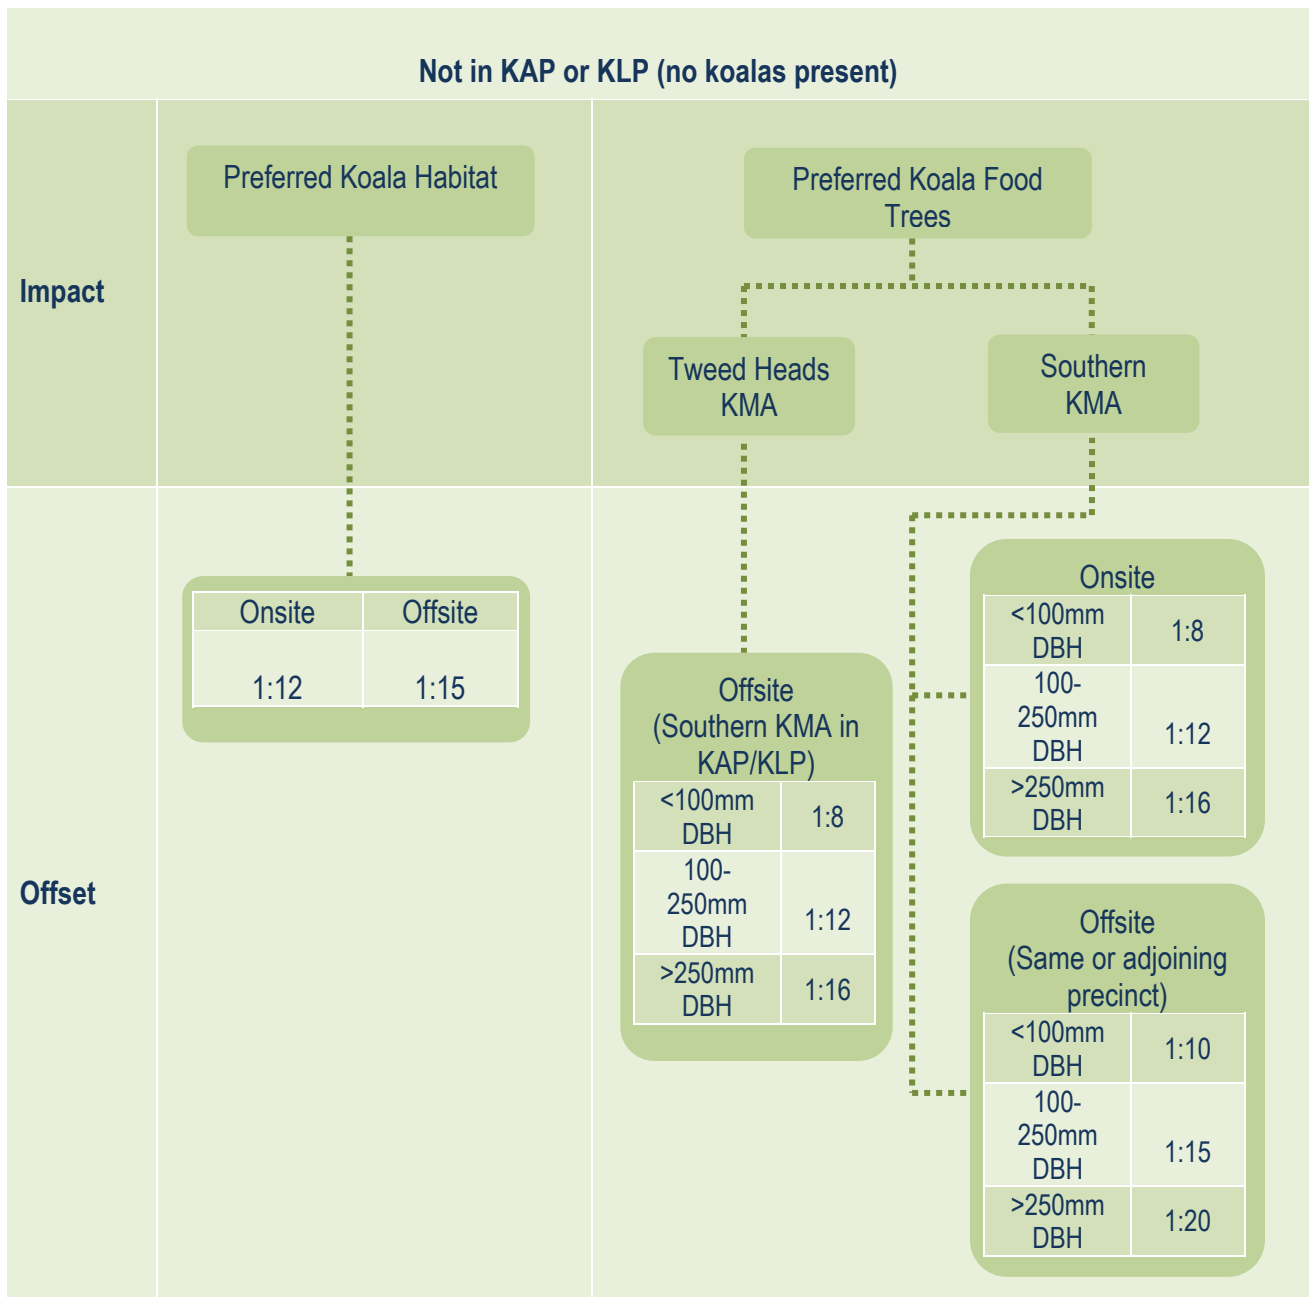 Not in KAP or KLP (no koalas present)
Impact
Preferred Koala Habitat
Preferred Koala Food
Trees
Tweed Heads
KMA
Southern
KMA
Offset
Onsite Offsite
1:12 1:15
Offsite
(Southern KMA in
KAP/KLP)
<100mm
DBH 1:8
100-
250mm
DBH 1:12
>250mm
DBH 1:16
Onsite
<100mm
DBH 1:8
100-
250mm
DBH 1:12
>250mm
DBH 1:16
Offsite
(Same or adjoining
precinct)
<100mm
DBH 1:10
100-
250mm
DBH 1:15
>250mm
DBH 1:20